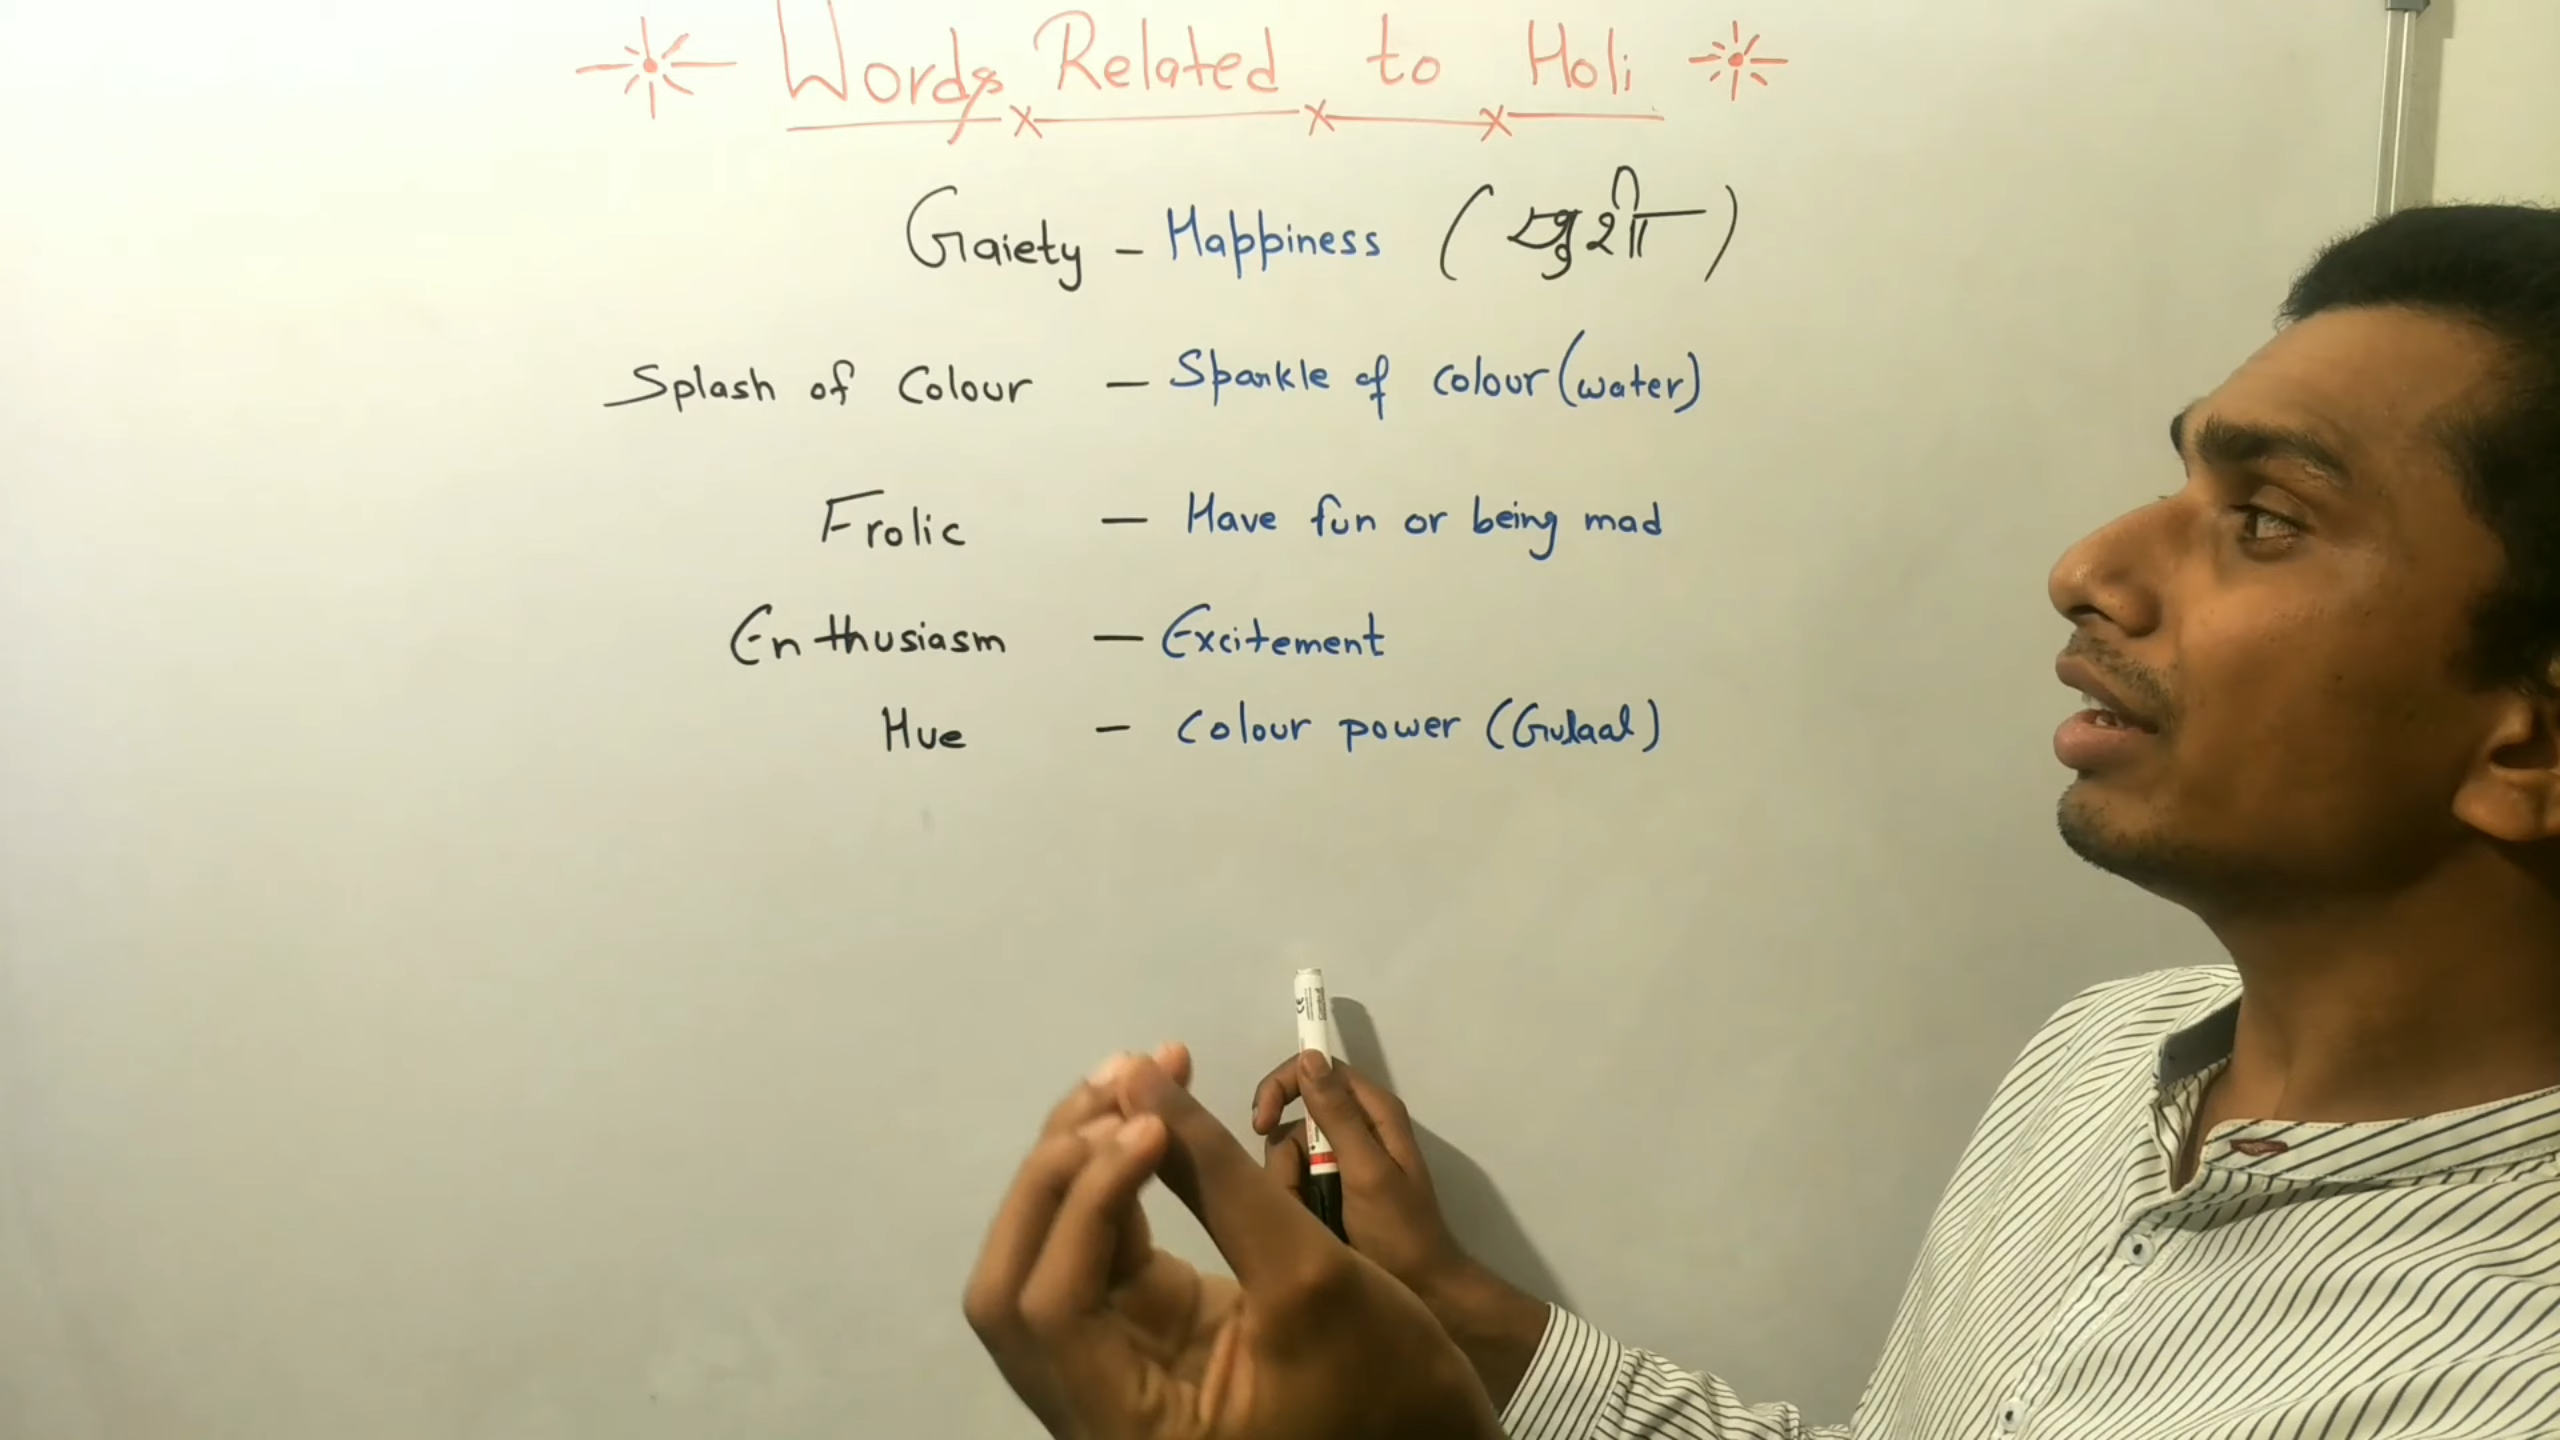 Words Related to Holi
Gaiety - Happiness (खुशी)
Splash of Colour - Sparkle of colour (water)
Frolic - Have fun or being mad
Enthusiasm - Excitement
Hue - Colour power (Gulaal)